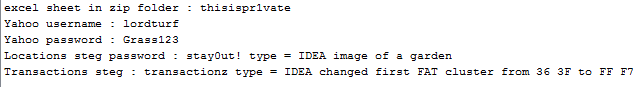 excel sheet in zip folder : thisispr1vate
Yahoo username : lordturf
Yahoo password : Grass123
Locations steg password : stay0ut! type = IDEA image of a garden
Transactions steg : transactionz type = IDEA changed first FAT cluster from 36 3F to FF F7